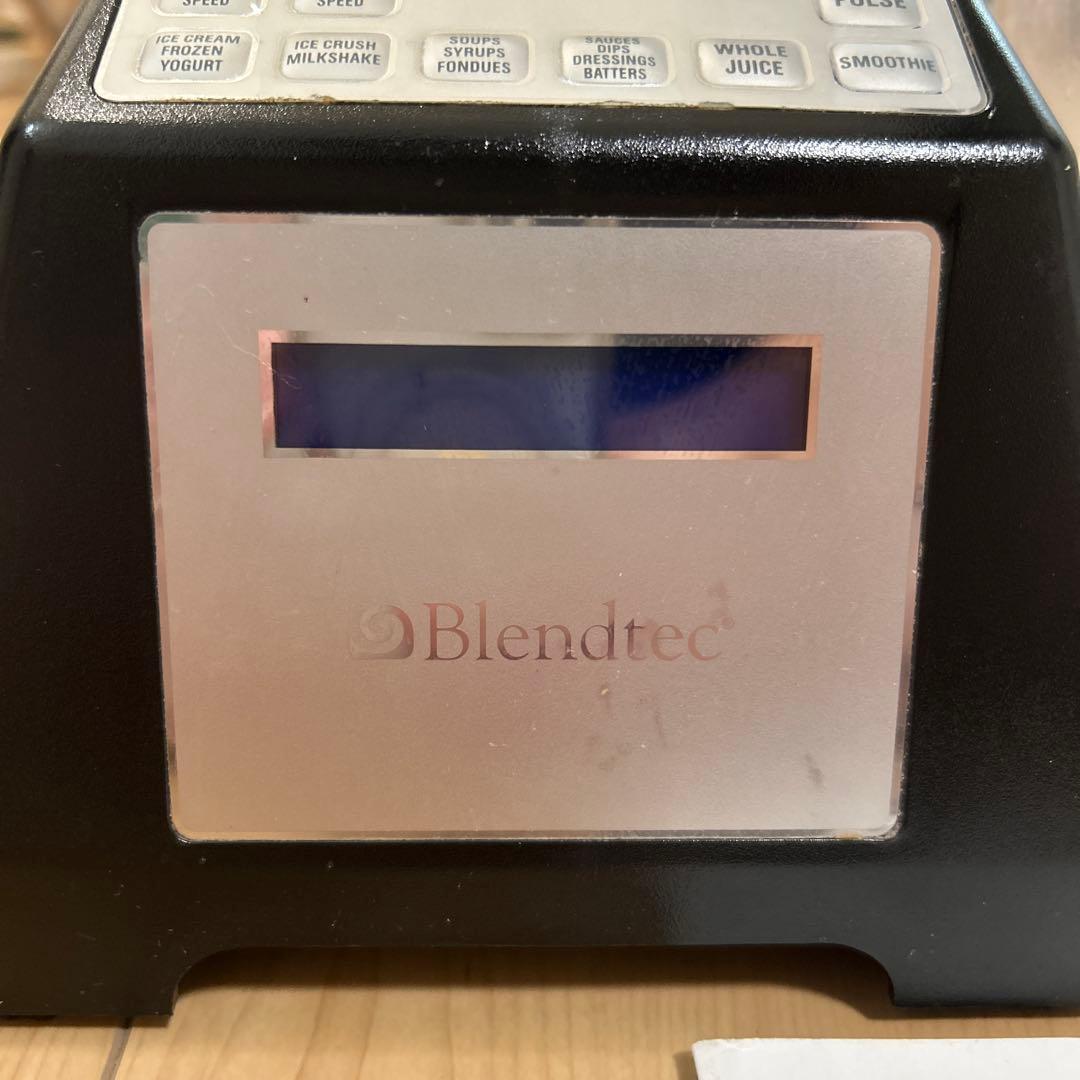 SPEED
SPEED
PULSE
ICE CREAM
FROZEN
YOGURT
ICE CRUSH
MILKSHAKE
SOUPS
SYRUPS
FONDUES
SAUCES
DIPS
DRESSINGS
BATTERS
WHOLE
JUICE
SMOOTHIE
Blendtec®